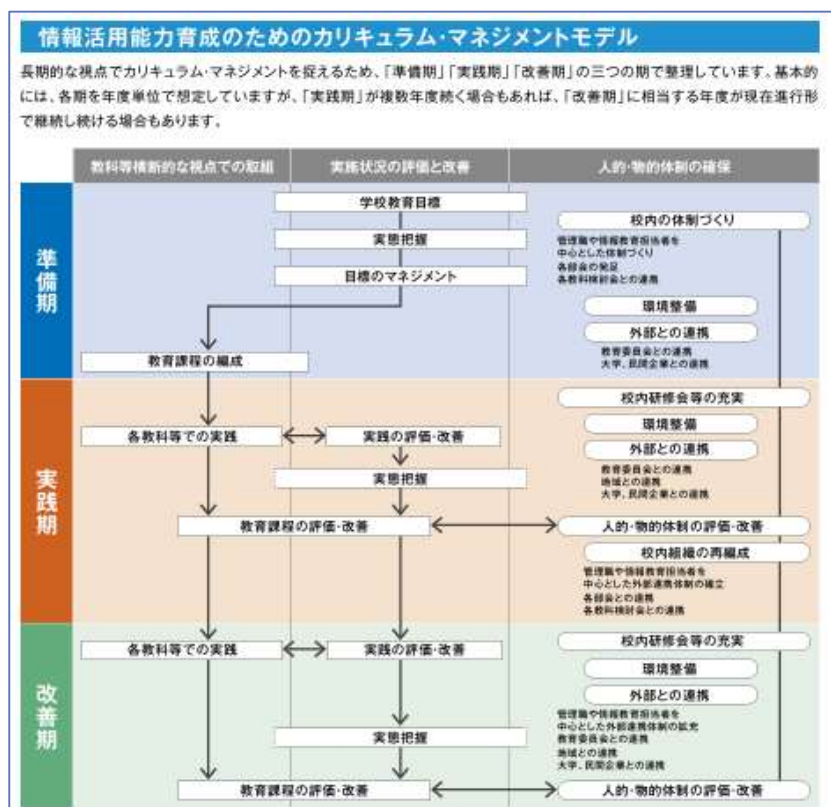 情報活用能力育成のためのカリキュラム・マネジメントモデル
長期的な視点でカリキュラム・マネジメントを捉えるため、「準備期」「実践期」「改善期」の三つの期で整理しています。基本的
には、各期を年度単位で想定していますが、「実践期」が複数年度続く場合もあれば、「改善期」に相当する年度が現在進行形
で継続し続ける場合もあります。
教科等横断的な視点での取組
実施状況の評価と改善
人的・物的体制の確保
準備期
学校教育目標
実態把握
目標のマネジメント
教育課程の編成
校内の体制づくり
管理職や情報教育担当者を
中心とした体制づくり
各部会の発足
各教科検討会との連携
環境整備
外部との連携
教育委員会との連携
大学、民間企業との連携
実践期
各教科等での実践
実践の評価・改善
実態把握
教育課程の評価・改善
校内研修会等の充実
環境整備
外部との連携
教育委員会との連携
地域との連携
大学、民間企業との連携
人的・物的体制の評価・改善
校内組織の再編成
管理職や情報教育担当者を
中心とした外部連携体制の確立
各部会との連携
各教科検討会との連携
改善期
各教科等での実践
実践の評価・改善
実態把握
教育課程の評価・改善
校内研修会等の充実
環境整備
外部との連携
管理職や情報教育担当者を
中心とした外部連携体制の拡充
教育委員会との連携
地域との連携
大学、民間企業との連携
人的・物的体制の評価・改善